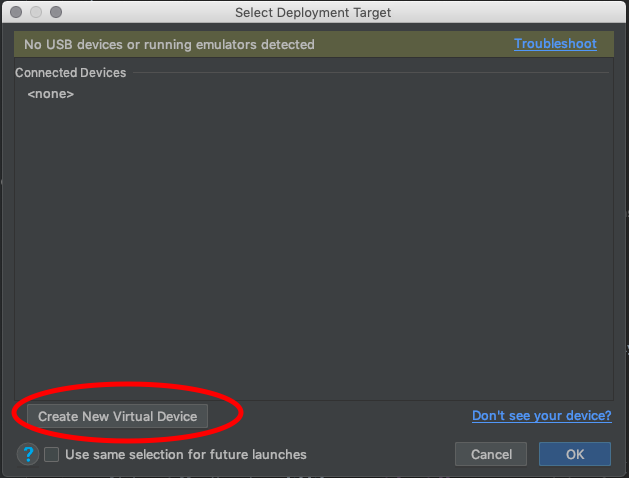 Select Deployment Target
No USB devices or running emulators detected
Troubleshoot
Connected Devices
<none>
Create New Virtual Device
Don't see your device?
?
Use same selection for future launches
Cancel
OK